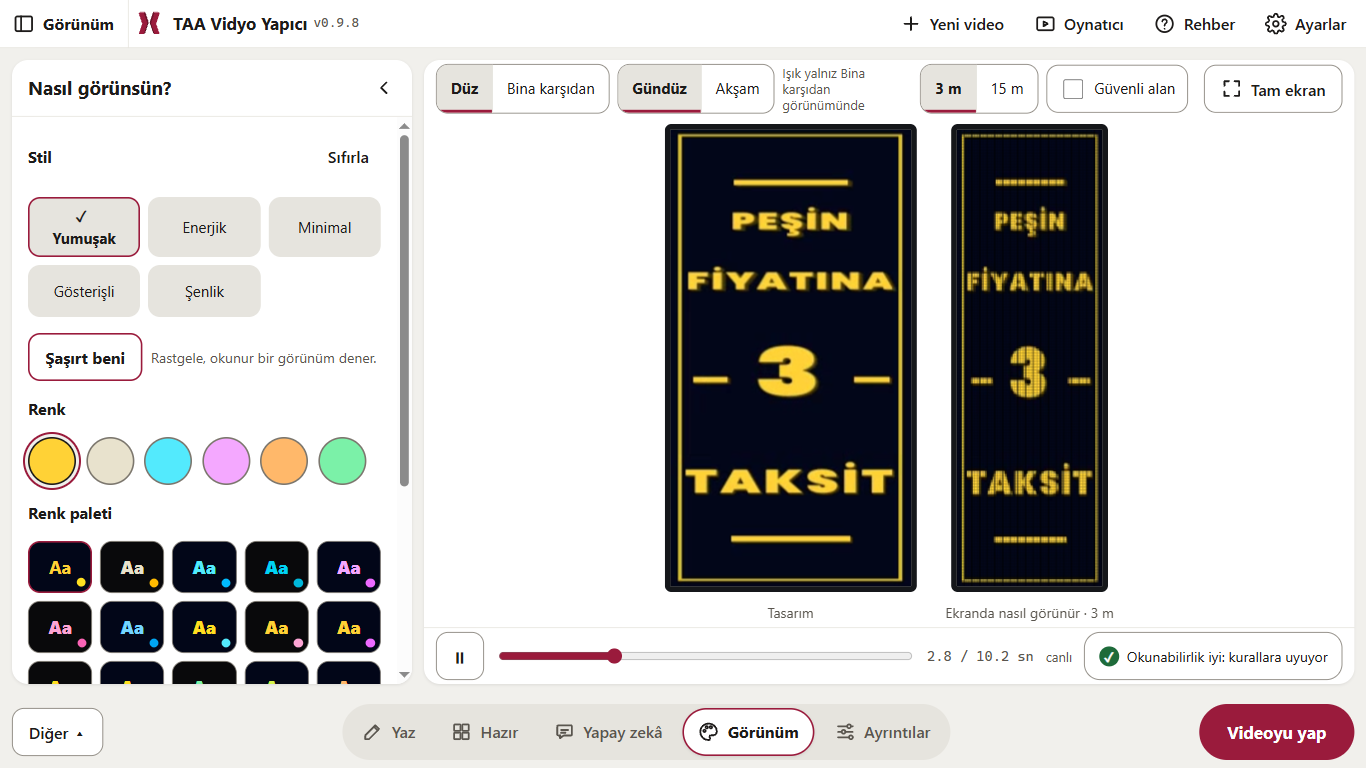 Görünüm
TAA Vidyo Yapıcı v0.9.8
Yeni video
Oynatıcı
Rehber
Ayarlar
Nasıl görünsün?
Stil
Sıfırla
Yumuşak
Enerjik
Minimal
Gösterişli
Şenlik
Şaşırt beni
Rastgele, okunur bir görünüm dener.
Renk
Renk paleti
Aa Aa Aa Aa Aa
Aa Aa Aa Aa Aa
Düz
Bina karşıdan
Gündüz
Akşam
Işık yalnız Bina
karşıdan
görünümünde
3 m
15 m
Güvenli alan
Tam ekran
PEŞİN
FİYATINA
3
TAKSİT
Tasarım
PEŞİN
FİYATINA
3
TAKSİT
Ekranda nasıl görünür · 3 m
2.8 / 10.2 sn
canlı
Okunabilirlik iyi: kurallara uyuyor
Diğer
Yaz
Hazır
Yapay zekâ
Görünüm
Ayrıntılar
Videoyu yap